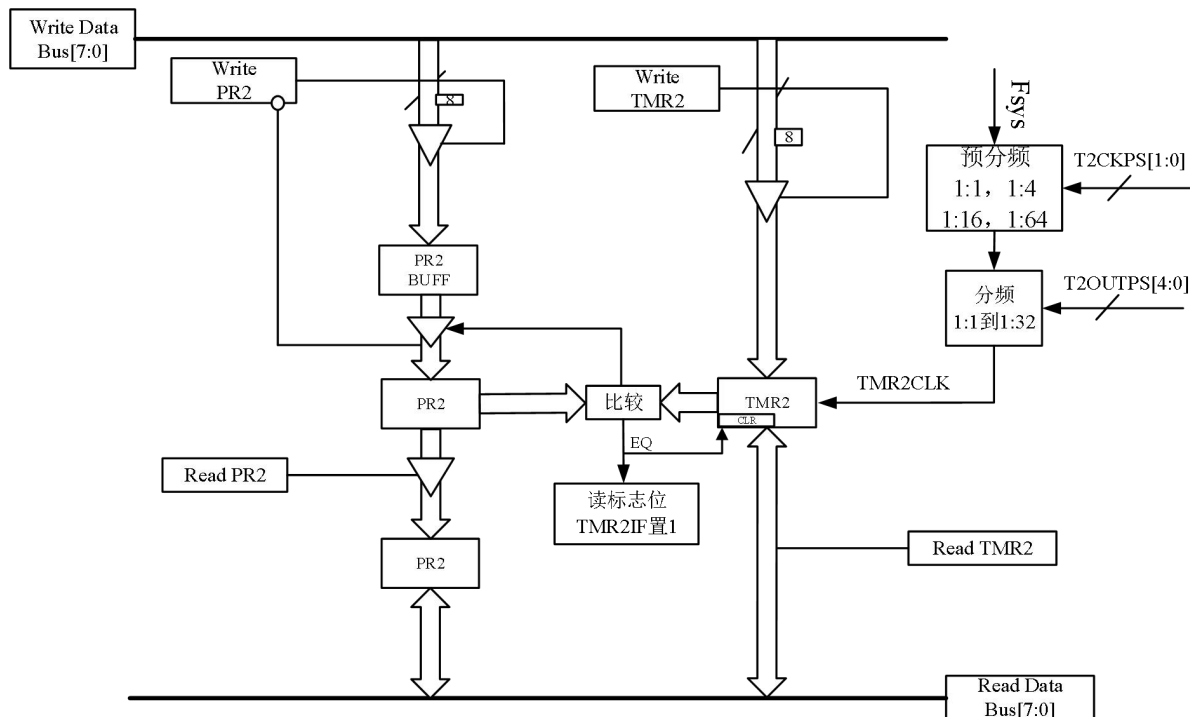 Write Data
Bus[7:0]
Write
PR2
8
Write
TMR2
8
Fsys
预分频
1:1，1:4
1:16，1:64
T2CKPS[1:0]
PR2
BUFF
分频
1:1到1:32
T2OUTPS[4:0]
PR2
比较
TMR2
CLR
TMR2CLK
EQ
Read PR2
读标志位
TMR2IF置1
Read TMR2
PR2
Read Data
Bus[7:0]